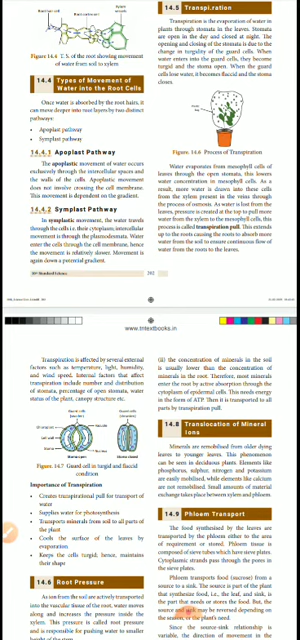 Root hair cell
Xylem vessels
Figure 14.4 T. S. of the root showing movement
of water from soil to xylem
14.4 Types of Movement of
Water into the Root Cells
Once water is absorbed by the root hairs, it
can move deeper into root layers by two distinct
pathways:
• Apoplast pathway
• Symplast pathway
14.4.1 Apoplast Pathway
The apoplastic movement of water occurs
exclusively through the intercellular spaces and
the walls of the cells. Apoplastic movement
does not involve crossing the cell membrane.
This movement is dependent on the gradient.
14.4.2 Symplast Pathway
In symplastic movement, the water travels
through the cells i.e. their cytoplasm; intercellular
movement is through the plasmodesmata. Water
enter the cells through the cell membrane, hence
the movement is relatively slower. Movement is
again down a potential gradient.
10th Standard Science
202
14.5 Transpiration
Transpiration is the evaporation of water in
plants through stomata in the leaves. Stomata
are open in the day and closed at night. The
opening and closing of the stomata is due to the
change in turgidity of the guard cells. When
water enters into the guard cells, they become
turgid and the stoma open. When the guard
cells lose water, it becomes flaccid and the stoma
closes.
Figure: 14.6 Process of Transpiration
Water evaporates from mesophyll cells of
leaves through the open stomata, this lowers
water concentration in mesophyll cells. As a
result, more water is drawn into these cells
from the xylem present in the veins through
the process of osmosis. As water is lost from the
leaves, pressure is created at the top to pull more
water from the xylem to the mesophyll cells, this
process is called transpiration pull. This extends
up to the roots causing the roots to absorb more
water from the soil to ensure continuous flow of
water from the roots to the leaves.
www.tntextbooks.in
Transpiration is affected by several external
factors such as temperature, light, humidity,
and wind speed. Internal factors that affect
transpiration include number and distribution
of stomata, percentage of open stomata, water
status of the plant, canopy structure etc.
Guard cells (swollen)
Guard cells (shrunken)
Chloroplast
Cell wall
Stoma
Nucleus
Vacuole
Stoma open
Stoma closed
Figure: 14.7 Guard cell in turgid and flaccid
condition
Importance of Transpiration
• Creates transpirational pull for transport of
water
• Supplies water for photosynthesis
• Transports minerals from soil to all parts of
the plant
• Cools the surface of the leaves by
evaporation
• Keeps the cells turgid; hence, maintains
their shape
14.6 Root Pressure
As ion from the soil are actively transported
into the vascular tissue of the root, water moves
along and increases the pressure inside the
xylem. This pressure is called root pressure
and is responsible for pushing water to smaller
height of the stem.
(ii) the concentration of minerals in the soil
is usually lower than the concentration of
minerals in the root. Therefore, most minerals
enter the root by active absorption through the
cytoplasm of epidermal cells. This needs energy
in the form of ATP. Then it is transported to all
parts by transpiration pull.
14.8 Translocation of Mineral
Ions
Minerals are remobilised from older dying
leaves to younger leaves. This phenomenon
can be seen in deciduous plants. Elements like
phosphorus, sulphur, nitrogen and potassium
are easily mobilised, while elements like calcium
are not remobilised. Small amounts of material
exchange takes place between xylem and phloem.
14.9 Phloem Transport
The food synthesised by the leaves are
transported by the phloem either to the area
of requirement or stored. Phloem tissue is
composed of sieve tubes which have sieve plates.
Cytoplasmic strands pass through the pores in
the sieve plates.
Phloem transports food (sucrose) from a
source to a sink. The source is part of the plant
that synthesize food, i.e., the leaf, and sink, is
the part that needs or stores the food. But, the
source and sink may be reversed depending on
the season, or the plant's need.
Since the source-sink relationship is
variable, the direction of movement in